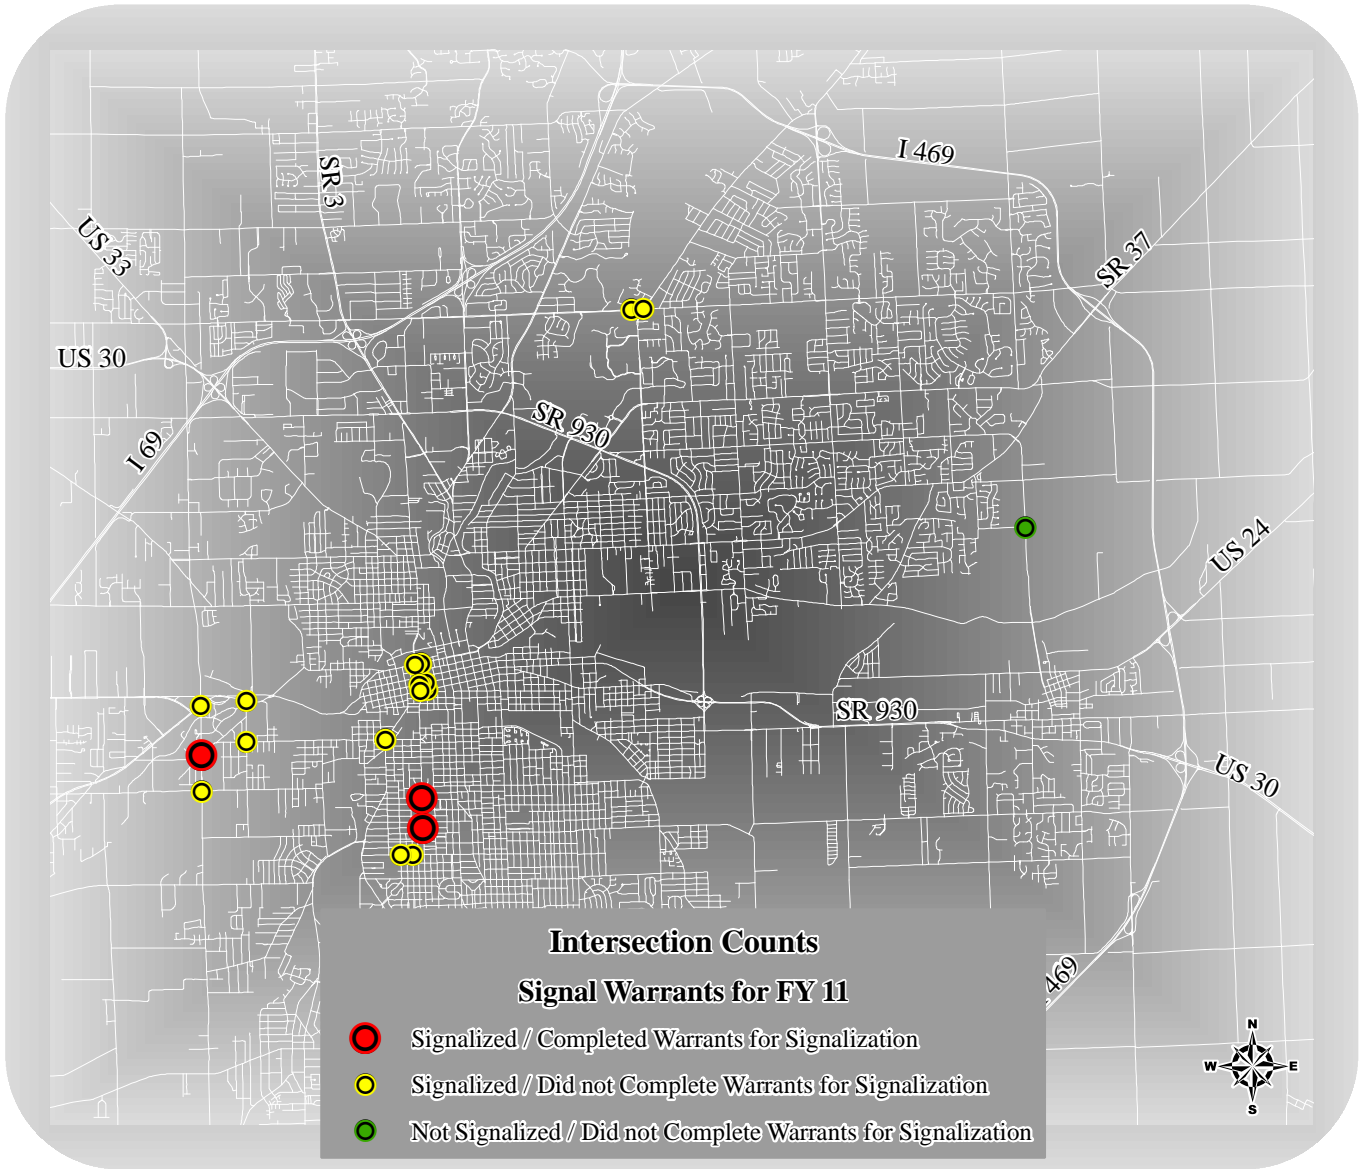 I 469
SR 3
SR 37
US 33
US 30
SR 930
I 69
US 24
SR 930
US 30
469
Intersection Counts
Signal Warrants for FY 11
Signalized / Completed Warrants for Signalization
Signalized / Did not Complete Warrants for Signalization
Not Signalized / Did not Complete Warrants for Signalization
N
W E
S